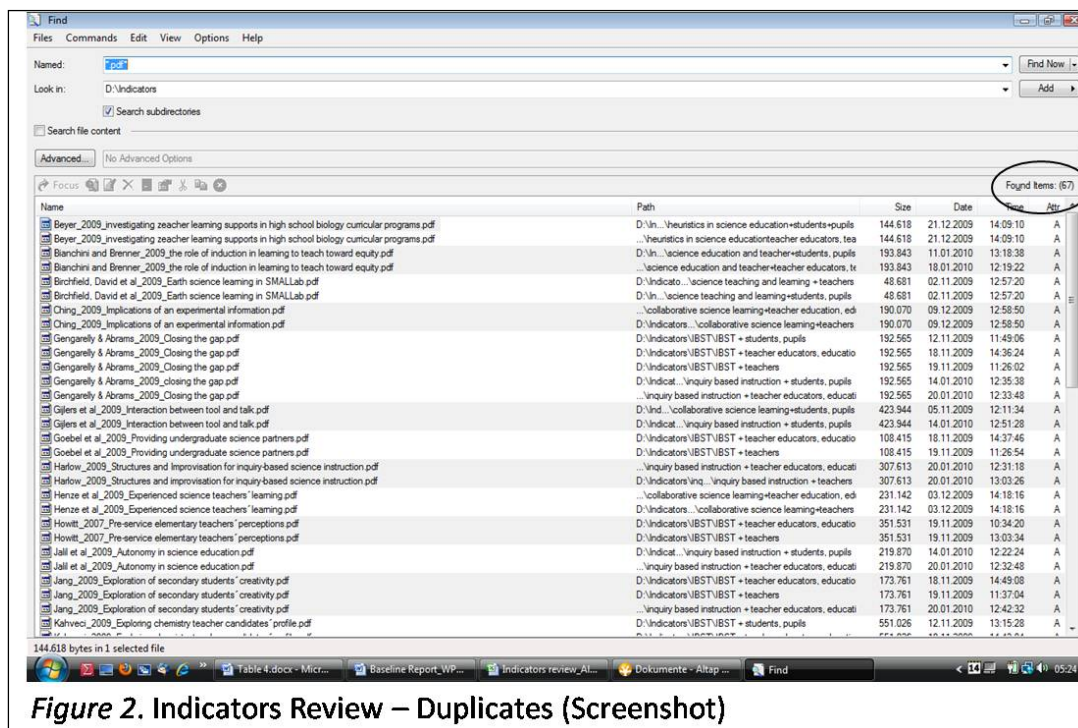 Find
Files Commands Edit View Options Help
Named: *.pdf* Find Now
Look in: D:\Indicators Add
Search subdirectories
Search file content
Advanced... No Advanced Options
Focus Found Items: (67)
Name Path Size Date Time Attr
Beyer_2009_investigating zeacher learning supports in high school biology curricular programs.pdf D:\In...\heuristics in science education+students+pupils 144.618 21.12.2009 14:09:10 A
Beyer_2009_investigating zeacher learning supports in high school biology curricular programs.pdf ...\heuristics in science educationteacher educators, tea 144.618 21.12.2009 14:09:10 A
Bianchini and Brenner_2009_the role of induction in learning to teach toward equity.pdf D:\In...\science education and teacher+students, pupils 193.843 11.01.2010 13:18:38 A
Bianchini and Brenner_2009_the role of induction in learning to teach toward equity.pdf ...\science education and teacher+teacher educators, te 193.843 18.01.2010 12:19:22 A
Birchfield, David et al_2009_Earth science learning in SMALLab.pdf D:\Indicato...\science teaching and learning + teachers 48.681 02.11.2009 12:57:20 A
Birchfield, David et al_2009_Earth science learning in SMALLab.pdf D:\In...\science teaching and learning+students, pupils 48.681 02.11.2009 12:57:20 A
Ching_2009_Implications of an experimental information.pdf ...\collaborative science learning+teacher education, ed 190.070 09.12.2009 12:58:50 A
Ching_2009_Implications of an experimental information.pdf D:\Indicators...\collaborative science learning+teachers 190.070 09.12.2009 12:58:50 A
Gengarelly & Abrams_2009_Closing the gap.pdf D:\Indicators\IBST\IBST + students, pupils 192.565 12.11.2009 11:49:06 A
Gengarelly & Abrams_2009_Closing the gap.pdf D:\Indicators\IBST\IBST + teacher educators, educatio 192.565 18.11.2009 14:36:24 A
Gengarelly & Abrams_2009_Closing the gap.pdf D:\Indicators\IBST\IBST + teachers 192.565 19.11.2009 11:26:02 A
Gengarelly & Abrams_2009_closing the gap.pdf D:\Indicat...\inquiry based instruction + students, pupils 192.565 14.01.2010 12:35:38 A
Gengarelly & Abrams_2009_Closing the gap.pdf ...\inquiry based instruction + teacher educators, educati 192.565 20.01.2010 12:33:48 A
Gijlers et al_2009_Interaction between tool and talk.pdf D:\Ind...\collaborative science learning+students, pupils 423.944 05.11.2009 12:11:34 A
Gijlers et al_2009_Interaction between tool and talk.pdf D:\Indicat...\inquiry based instruction + students, pupils 423.944 14.01.2010 12:51:28 A
Goebel et al_2009_Providing undergraduate science partners.pdf D:\Indicators\IBST\IBST + teacher educators, educatio 108.415 18.11.2009 14:37:46 A
Goebel et al_2009_Providing undergraduate science partners.pdf D:\Indicators\IBST\IBST + teachers 108.415 19.11.2009 11:26:54 A
Harlow_2009_Structures and Improvisation for inquiry-based science instruction.pdf ...\inquiry based instruction + teacher educators, educati 307.613 20.01.2010 12:31:18 A
Harlow_2009_Structures and improvisation for inquiry-based science instruction.pdf D:\Indicators\inq...\inquiry based instruction + teachers 307.613 20.01.2010 13:03:26 A
Henze et al_2009_Experienced science teachers´learning.pdf ...\collaborative science learning+teacher education, edi 231.142 03.12.2009 14:18:16 A
Henze et al_2009_Experienced science teachers´learning.pdf D:\Indicators...\collaborative science learning+teachers 231.142 03.12.2009 14:18:16 A
Howitt_2007_Pre-service elementary teachers´perceptions.pdf D:\Indicators\IBST\IBST + teacher educators, educatio 351.531 19.11.2009 10:34:20 A
Howitt_2007_Pre-service elementary teachers´perceptions.pdf D:\Indicators\IBST\IBST + teachers 351.531 19.11.2009 13:03:34 A
Jalil et al_2009_Autonomy in science education.pdf D:\Indicat...\inquiry based instruction + students, pupils 219.870 14.01.2010 12:22:24 A
Jalil et al_2009_Autonomy in science education.pdf ...\inquiry based instruction + teacher educators, educati 219.870 20.01.2010 12:32:48 A
Jang_2009_Exploration of secondary students´creativity.pdf D:\Indicators\IBST\IBST + teacher educators, educatio 173.761 18.11.2009 14:49:08 A
Jang_2009_Exploration of secondary students´creativity.pdf D:\Indicators\IBST\IBST + teachers 173.761 19.11.2009 11:37:04 A
Jang_2009_Exploration of secondary students´creativity.pdf ...\inquiry based instruction + teacher educators, educati 173.761 20.01.2010 12:42:32 A
Kahveci_2009_Exploring chemistry teacher candidates´profile.pdf D:\Indicators\IBST\IBST + students, pupils 551.026 12.11.2009 13:15:28 A
144.618 bytes in 1 selected file
Table 4.docx - Micr... Baseline Report_WP... Indicators review_Al... Dokumente - Altap ... Find 14 05:24
Figure 2. Indicators Review – Duplicates (Screenshot)